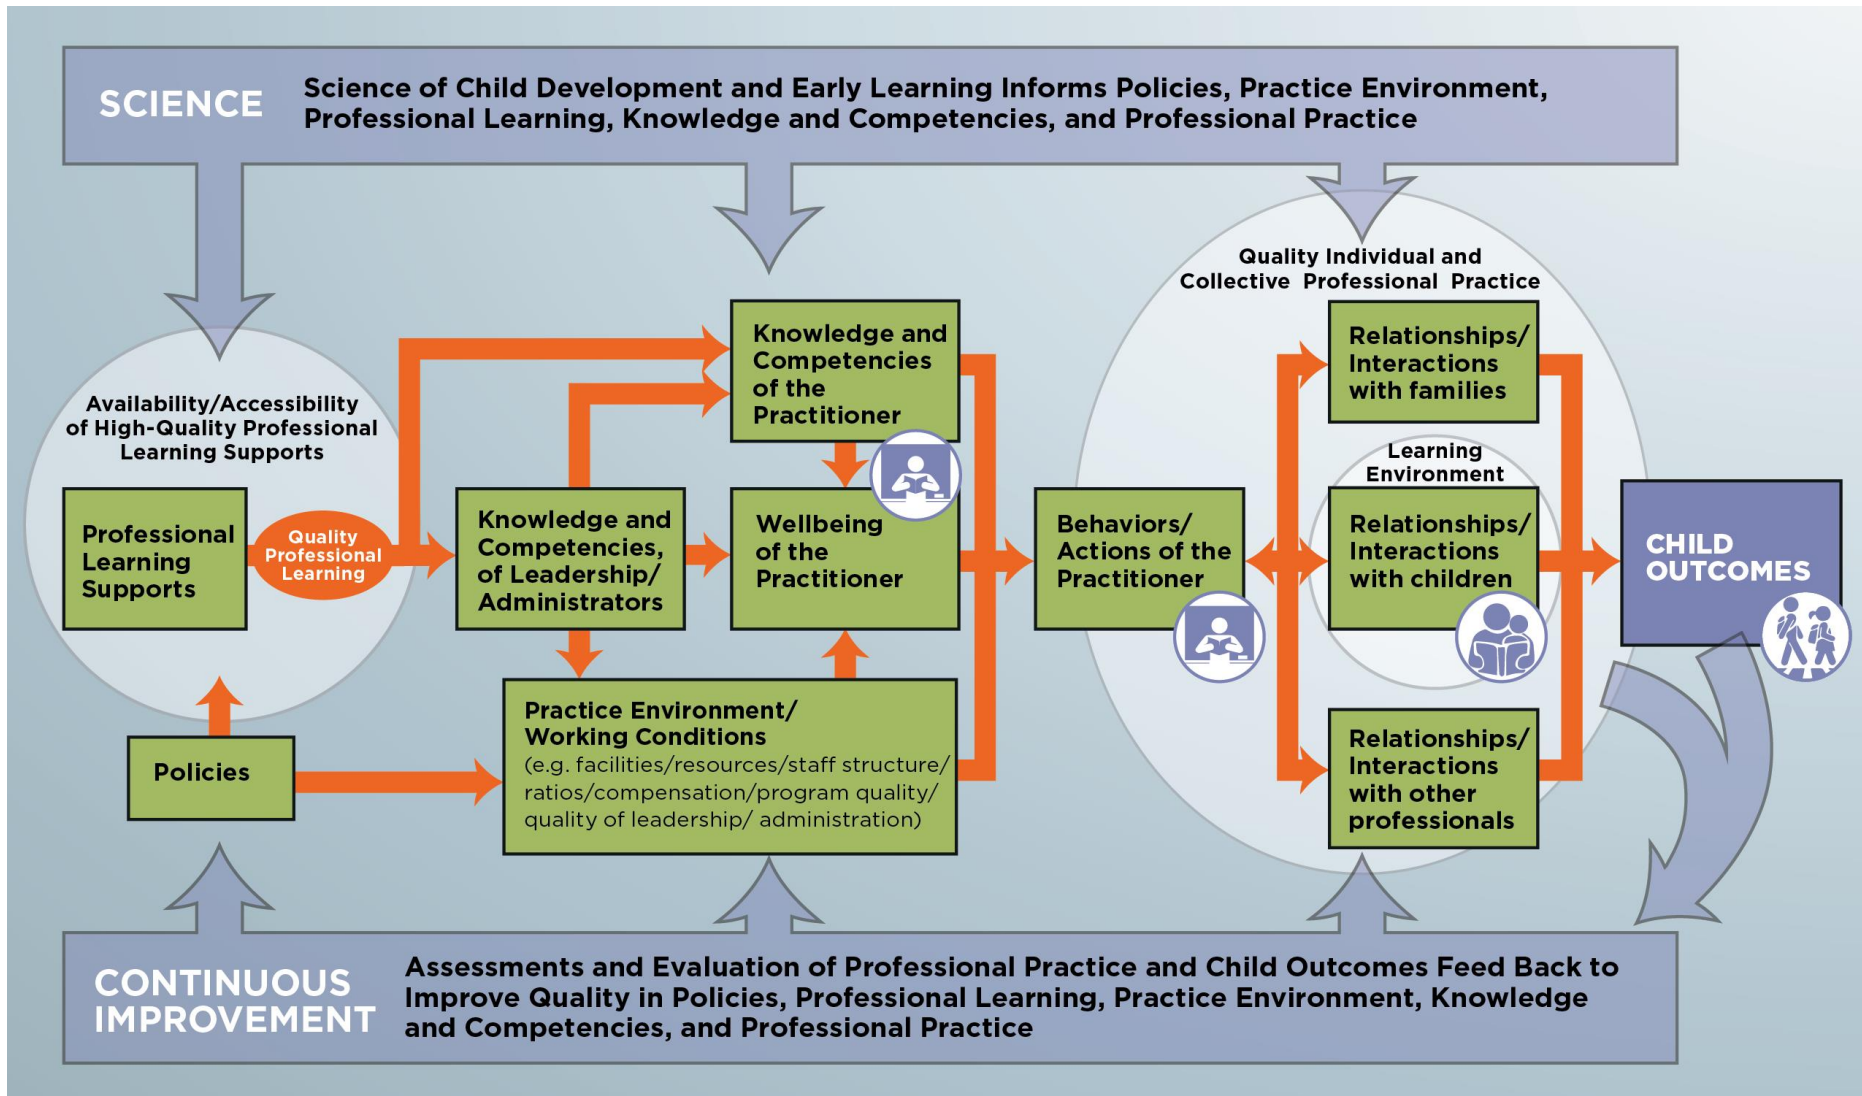 SCIENCE
Science of Child Development and Early Learning Informs Policies, Practice Environment,
Professional Learning, Knowledge and Competencies, and Professional Practice
Availability/Accessibility
of High-Quality Professional
Learning Supports
Professional
Learning
Supports
Quality
Professional
Learning
Policies
Knowledge and
Competencies,
of Leadership/
Administrators
Knowledge and
Competencies
of the
Practitioner
Wellbeing
of the
Practitioner
Practice Environment/
Working Conditions
(e.g. facilities/resources/staff structure/
ratios/compensation/program quality/
quality of leadership/ administration)
Behaviors/
Actions of the
Practitioner
Quality Individual and
Collective Professional Practice
Relationships/
Interactions
with families
Learning
Environment
Relationships/
Interactions
with children
Relationships/
Interactions
with other
professionals
CHILD
OUTCOMES
CONTINUOUS
IMPROVEMENT
Assessments and Evaluation of Professional Practice and Child Outcomes Feed Back to
Improve Quality in Policies, Professional Learning, Practice Environment, Knowledge
and Competencies, and Professional Practice